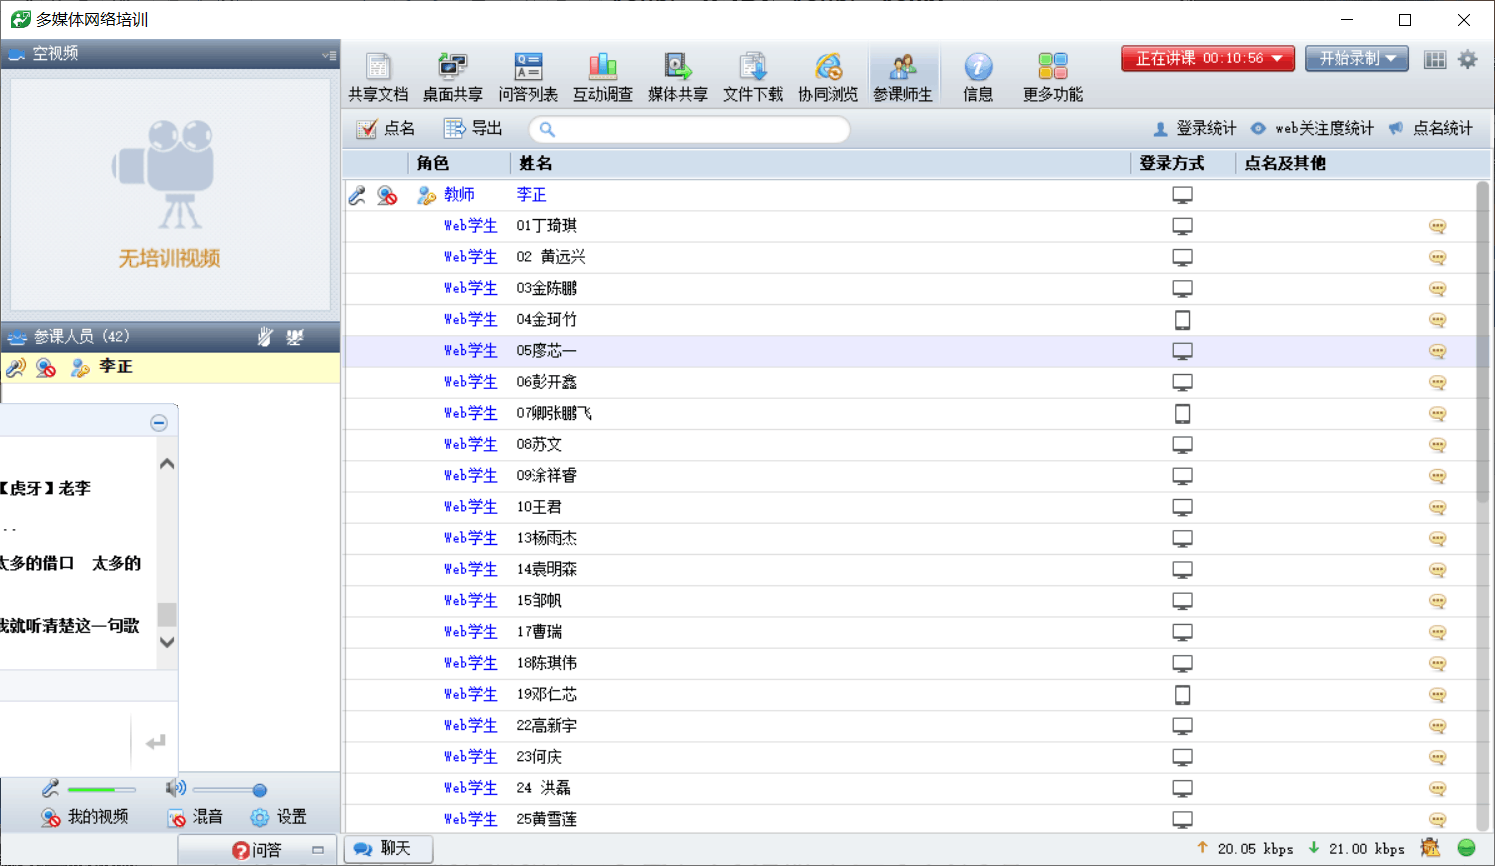 多媒体网络培训
空视频
无培训视频
共享文档 桌面共享 问答列表 互动调查 媒体共享 文件下载 协同浏览 参课师生 信息 更多功能
正在讲课 00:10:56 开始录制
点名 导出 登录统计 web关注度统计 点名统计
角色 姓名 登录方式 点名及其他
教师 李正
Web学生 01丁琦琪
Web学生 02 黄远兴
Web学生 03金陈鹏
Web学生 04金珂竹
Web学生 05廖芯一
Web学生 06彭开鑫
Web学生 07卿张鹏飞
Web学生 08苏文
Web学生 09涂祥睿
Web学生 10王君
Web学生 13杨雨杰
Web学生 14袁明森
Web学生 15邹帆
Web学生 17曹瑞
Web学生 18陈琪伟
Web学生 19邓仁芯
Web学生 22高新宇
Web学生 23何庆
Web学生 24 洪磊
Web学生 25黄雪莲
参课人员 (42)
李正
【虎牙】老李
..
太多的借口 太多的
我就听清楚这一句歌
我的视频 混音 设置
问答 聊天 20.05 kbps 21.00 kbps